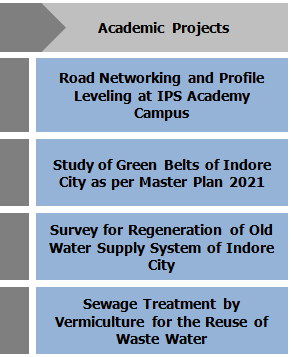 Academic Projects
Road Networking and Profile
Leveling at IPS Academy
Campus
Study of Green Belts of Indore
City as per Master Plan 2021
Survey for Regeneration of Old
Water Supply System of Indore
City
Sewage Treatment by
Vermiculture for the Reuse of
Waste Water